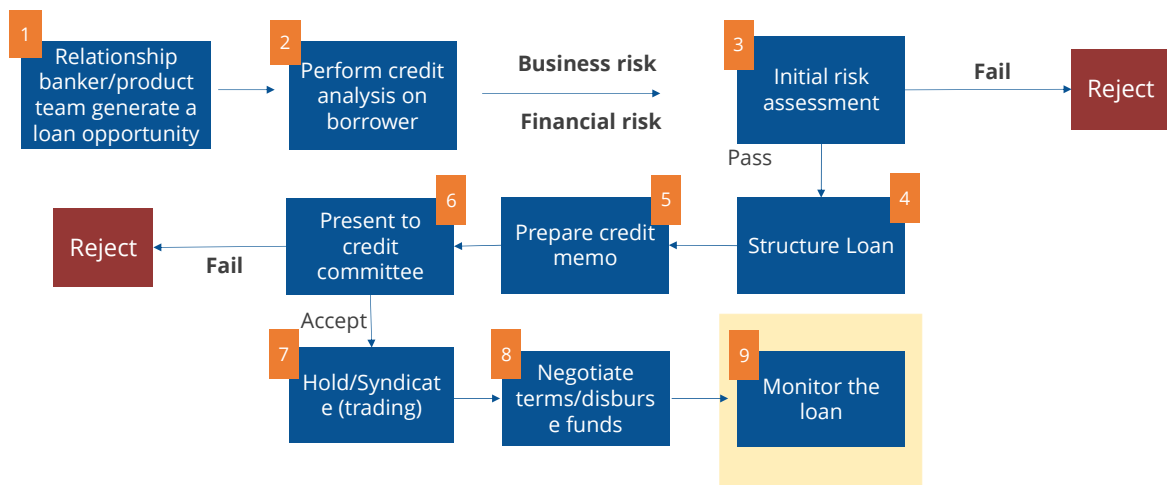 1
Relationship
banker/product
team generate a
loan opportunity
2
Perform credit
analysis on
borrower
Business risk
Financial risk
3
Initial risk
assessment
Fail
Reject
Pass
4
Structure Loan
5
Prepare credit
memo
6
Present to
credit
committee
Fail
Reject
Accept
7
Hold/Syndicat
e (trading)
8
Negotiate
terms/disburs
e funds
9
Monitor the
loan